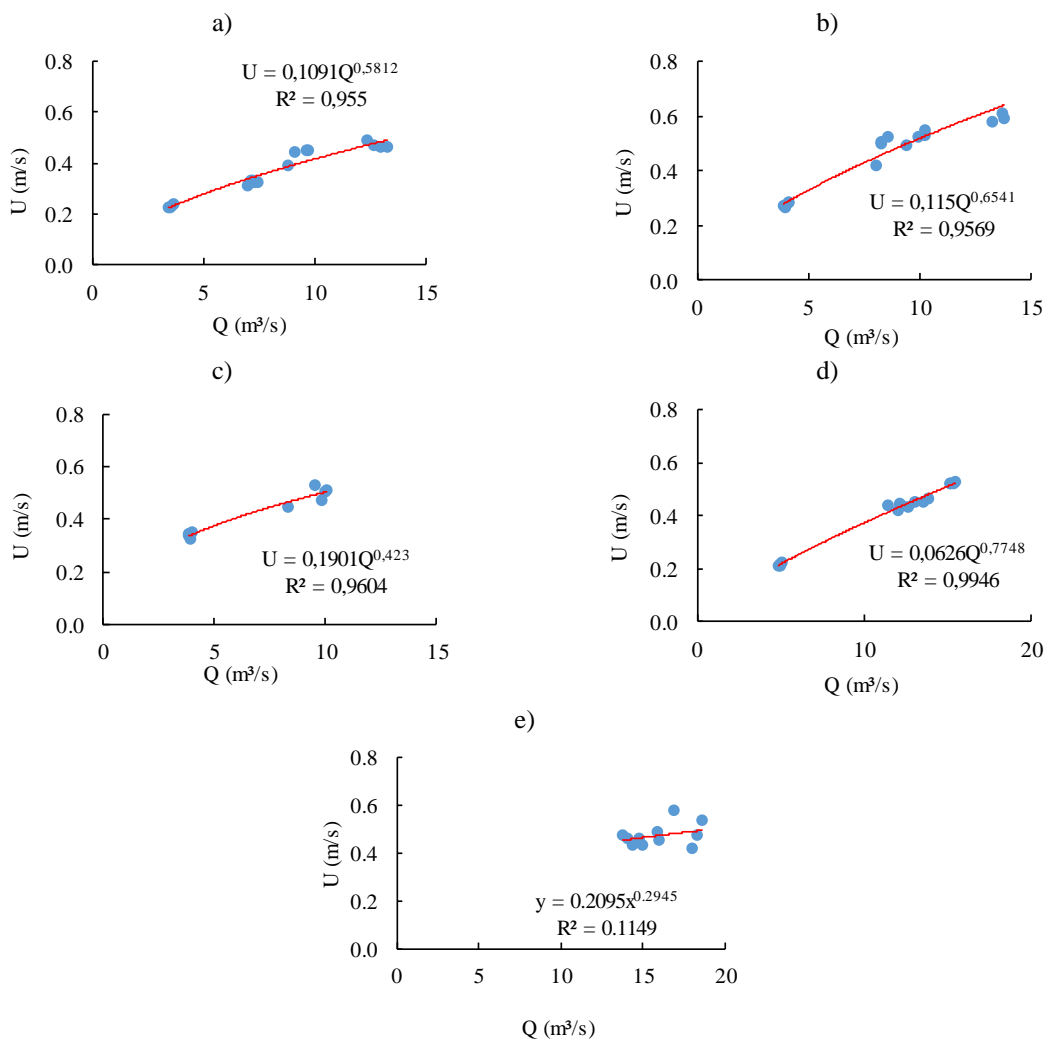 a)
U (m/s)
0.8
0.6
0.4
0.2
0.0
U = 0,1091Q^0,5812
R² = 0,955
0 5 10 15
Q (m³/s)
b)
U (m/s)
0.8
0.6
0.4
0.2
0.0
U = 0,115Q^0,6541
R² = 0,9569
0 5 10 15
Q (m³/s)
c)
U (m/s)
0.8
0.6
0.4
0.2
0.0
U = 0,1901Q^0,423
R² = 0,9604
0 5 10 15
Q (m³/s)
d)
U (m/s)
0.8
0.6
0.4
0.2
0.0
U = 0,0626Q^0,7748
R² = 0,9946
0 10 20
Q (m³/s)
e)
U (m/s)
0.8
0.6
0.4
0.2
0.0
y = 0.2095x^0.2945
R² = 0.1149
0 5 10 15 20
Q (m³/s)